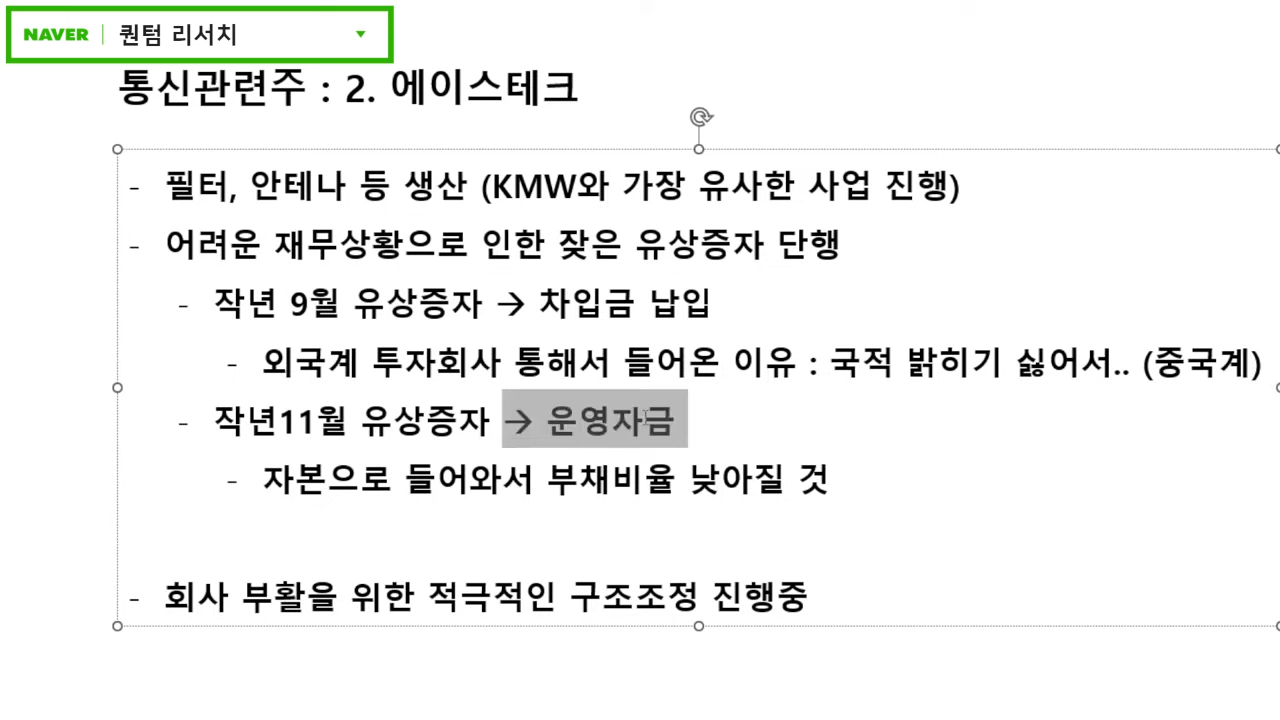 NAVER 퀀텀 리서치
통신관련주 : 2. 에이스테크
- 필터, 안테나 등 생산 (KMW와 가장 유사한 사업 진행)
- 어려운 재무상황으로 인한 잦은 유상증자 단행
- 작년 9월 유상증자 → 차입금 납입
- 외국계 투자회사 통해서 들어온 이유 : 국적 밝히기 싫어서.. (중국계)
- 작년11월 유상증자 → 운영자금
- 자본으로 들어와서 부채비율 낮아질 것
- 회사 부활을 위한 적극적인 구조조정 진행중